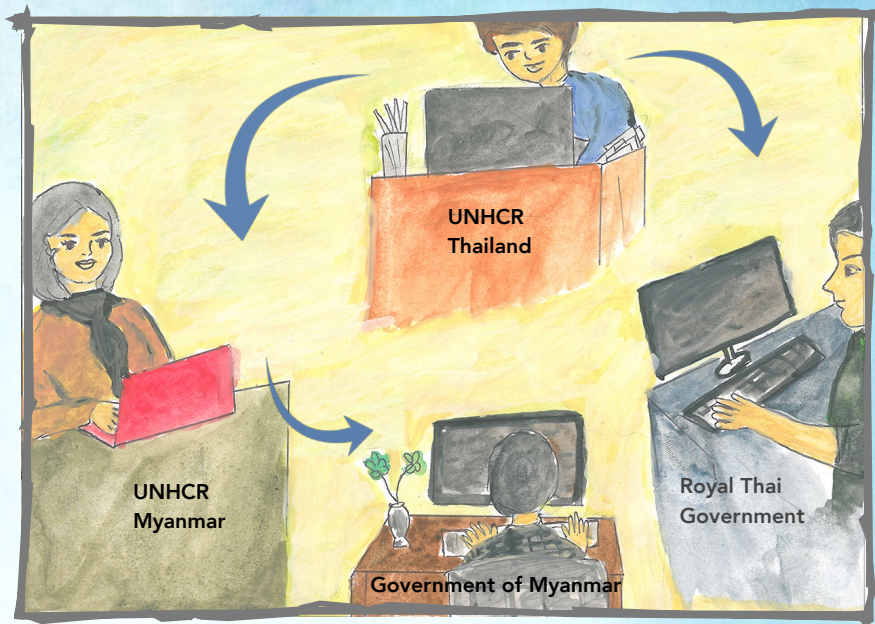 UNHCR
Thailand
UNHCR
Myanmar
Royal Thai
Government
Government of Myanmar